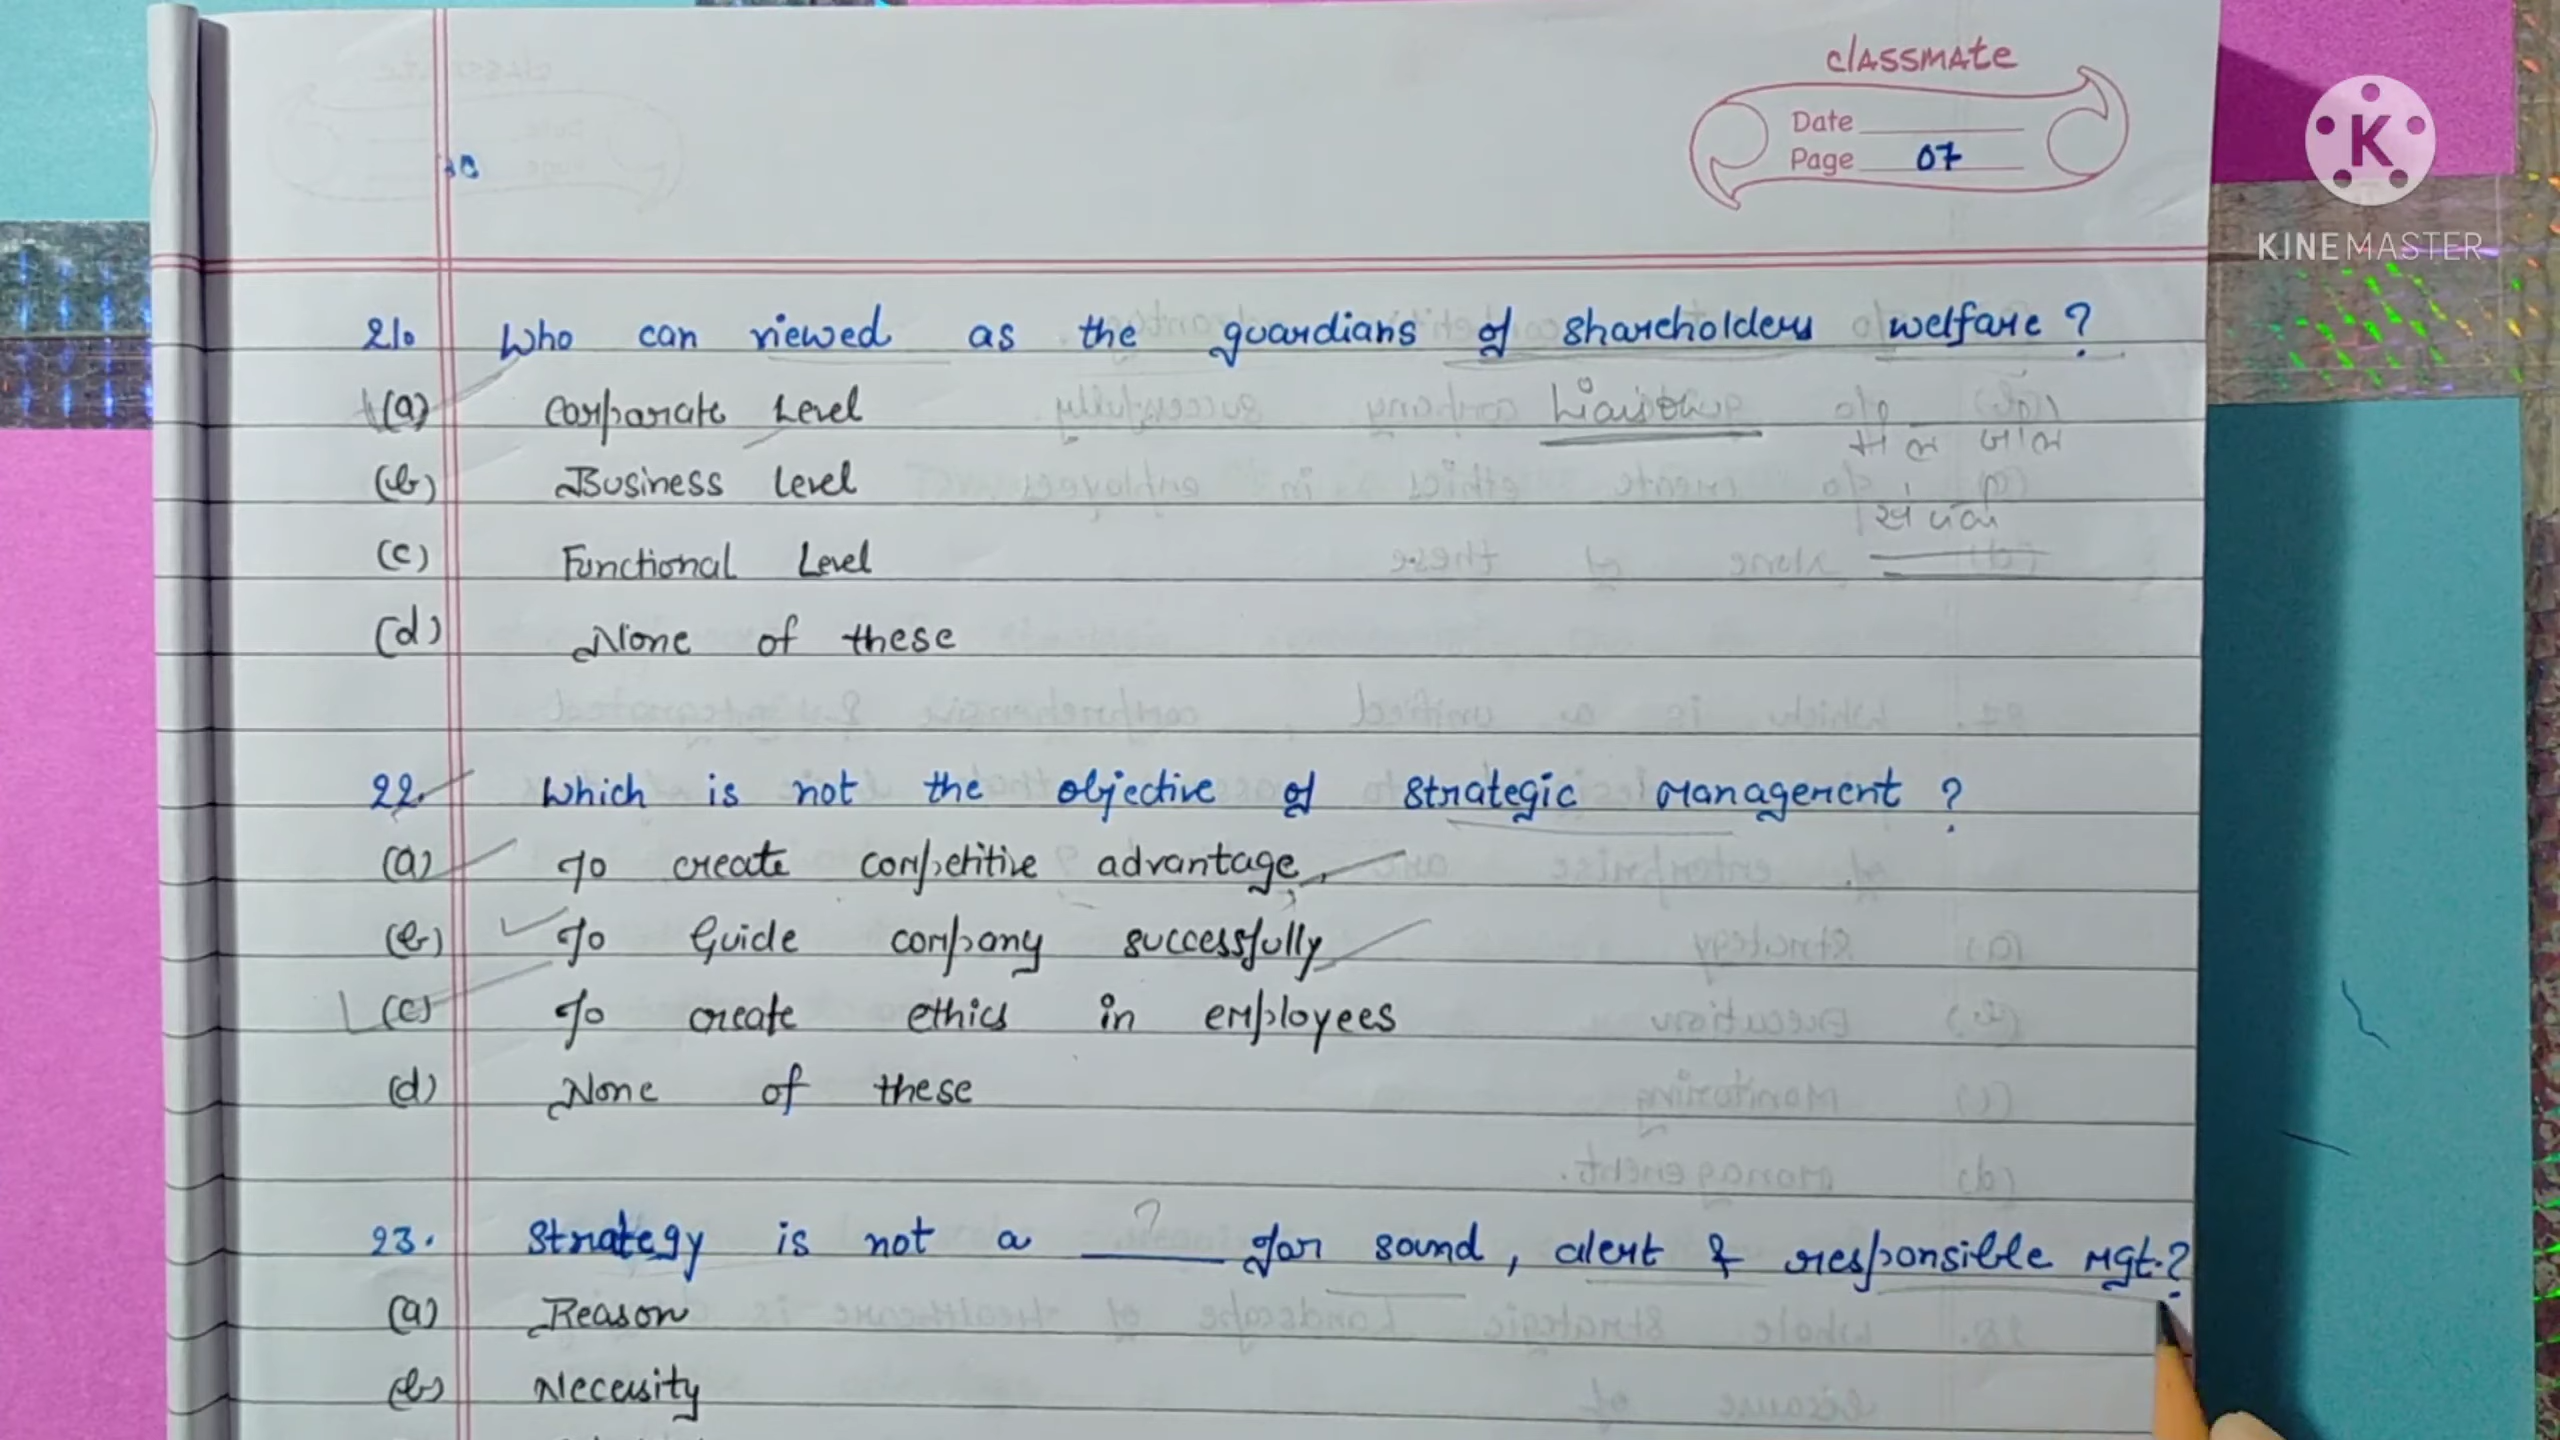 classmate
Date
Page 07
KINEMASTER
21. Who can viewed as the guardians of shareholders welfare ?
(a) Corporate Level
Liaison
(b) Business Level
(c) Functional Level
(d) None of these
22. Which is not the objective of Strategic Management ?
(a) To create competitive advantage.
(b) To Guide company successfully
(c) To create ethics in employees
(d) None of these
23. Strategy is not a ______ for sound, alert & responsible Mgt.?
(a) Reason
(b) Necessity